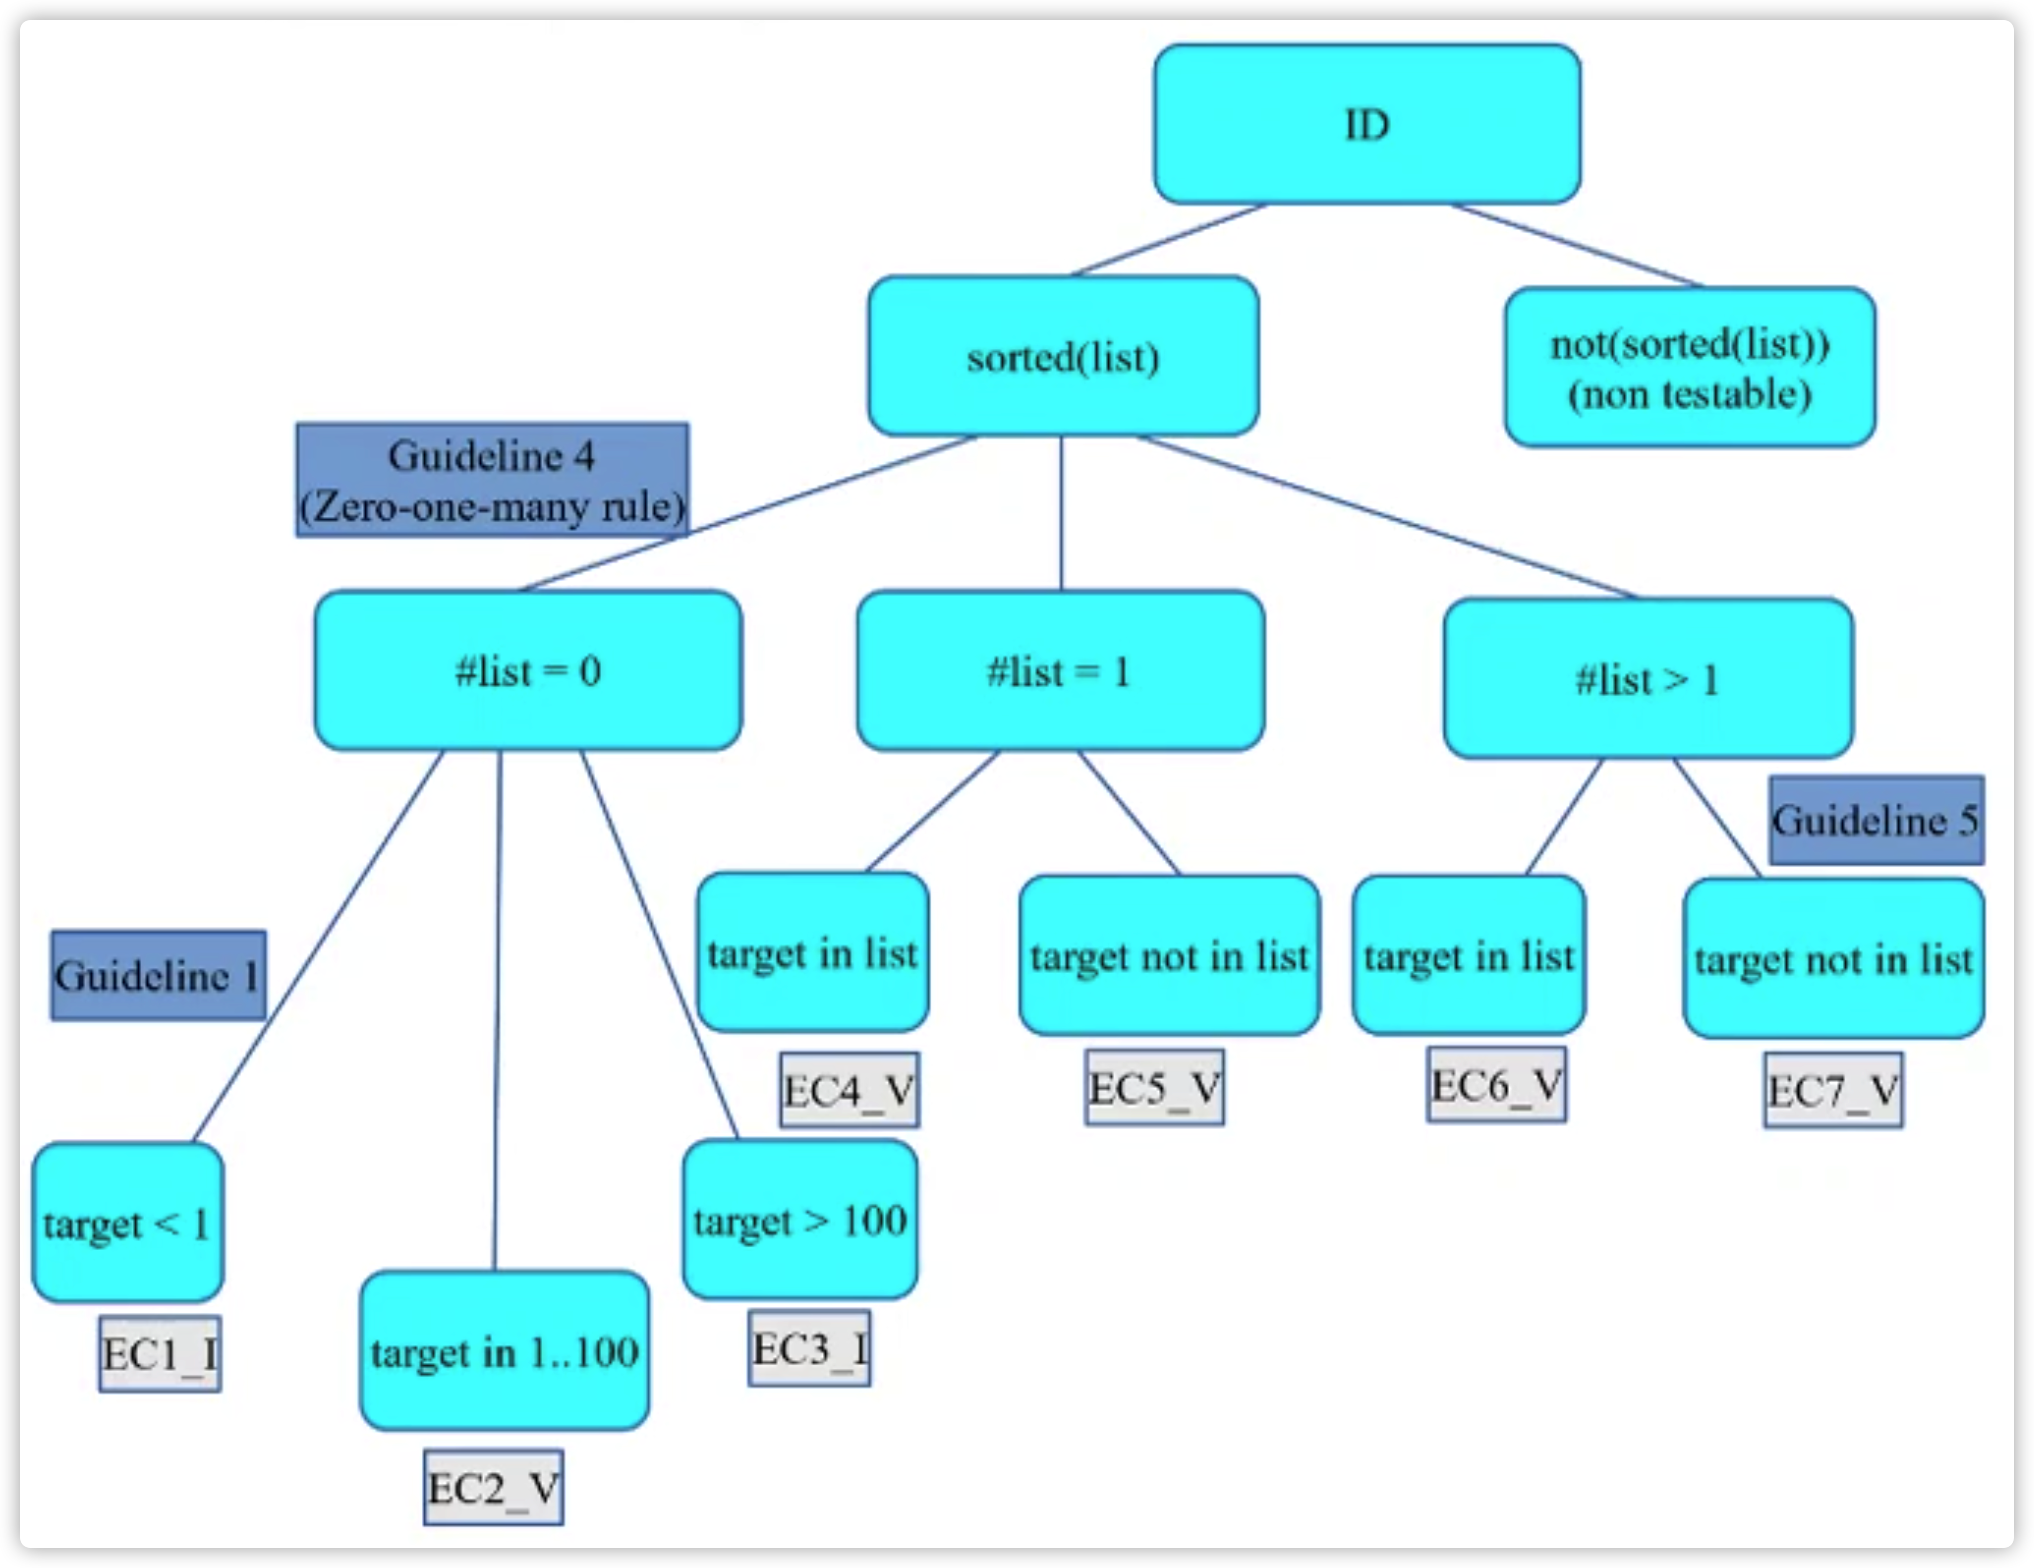 ID
sorted(list)
not(sorted(list))
(non testable)
Guideline 4
(Zero-one-many rule)
#list = 0
#list = 1
#list > 1
Guideline 5
target in list
target not in list
target in list
target not in list
Guideline 1
EC4_V
EC5_V
EC6_V
EC7_V
target < 1
target > 100
target in 1..100
EC1_I
EC3_I
EC2_V